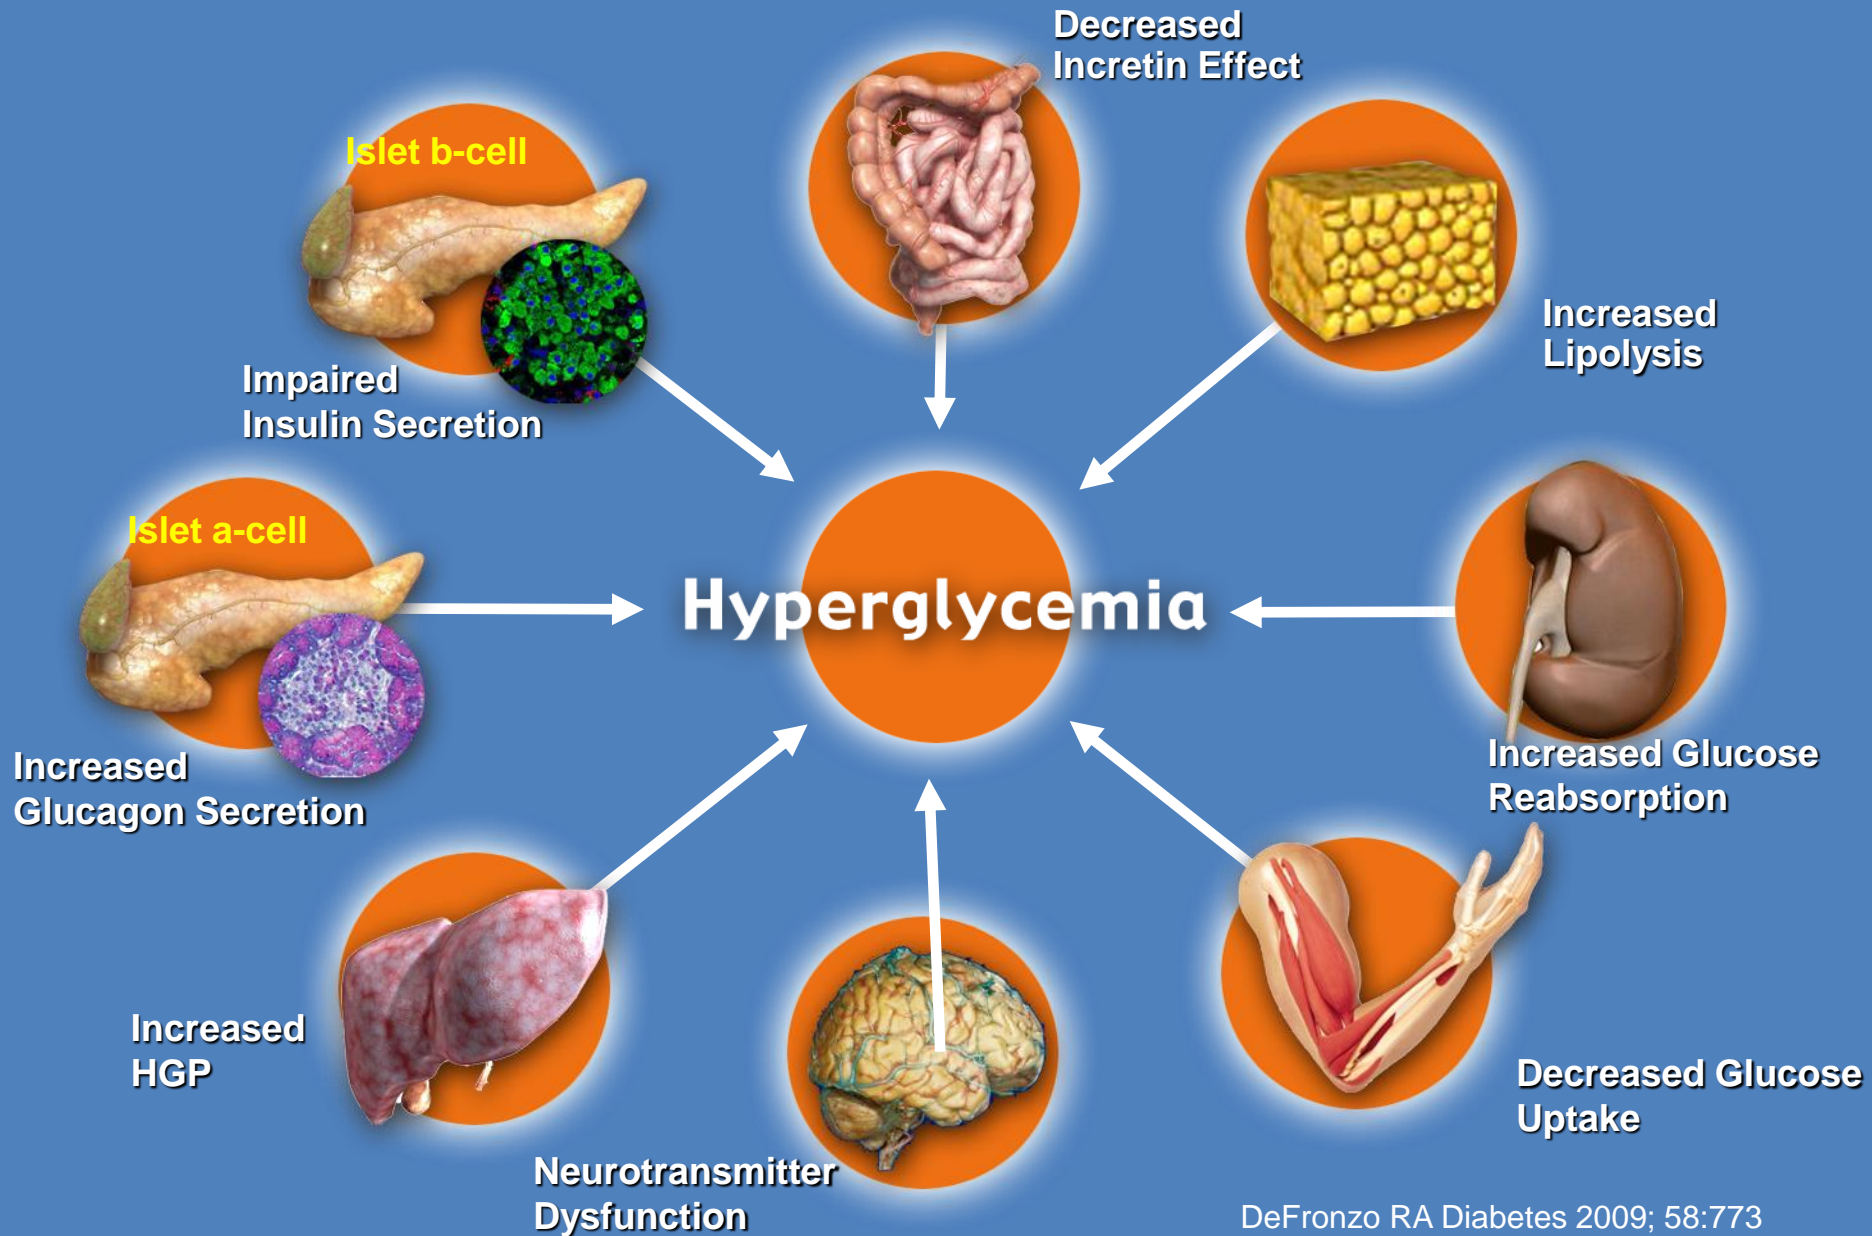 Decreased
Incretin Effect
Islet b-cell
Impaired
Insulin Secretion
Increased
Lipolysis
Islet a-cell
Increased
Glucagon Secretion
Hyperglycemia
Increased Glucose
Reabsorption
Increased
HGP
Neurotransmitter
Dysfunction
Decreased Glucose
Uptake
DeFronzo RA Diabetes 2009; 58:773